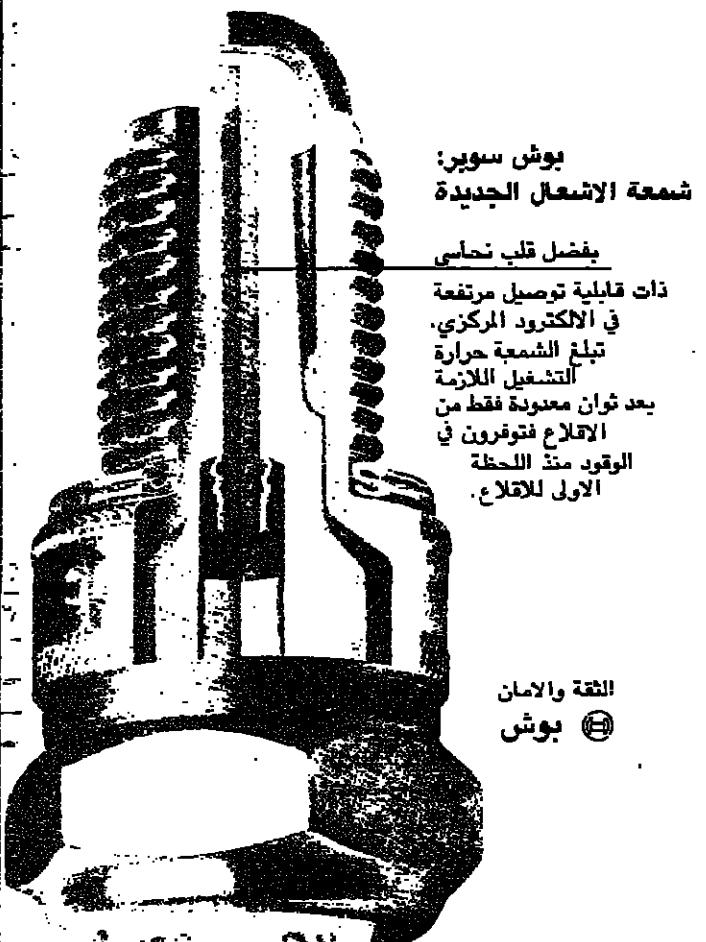 بوش سوبر:
شمعة الاشعال الجديدة
بفضل قلب نحاسي
ذات قابلية توصيل مرتفعة
في الالكترود المركزي،
تبلغ الشمعة حرارة
التشغيل اللازمة
بعد ثوان معدودة فقط من
الاقلاع فتوفرون في
الوقود منذ اللحظة
الاولى للاقلاع.
الثقة والامان
بوش